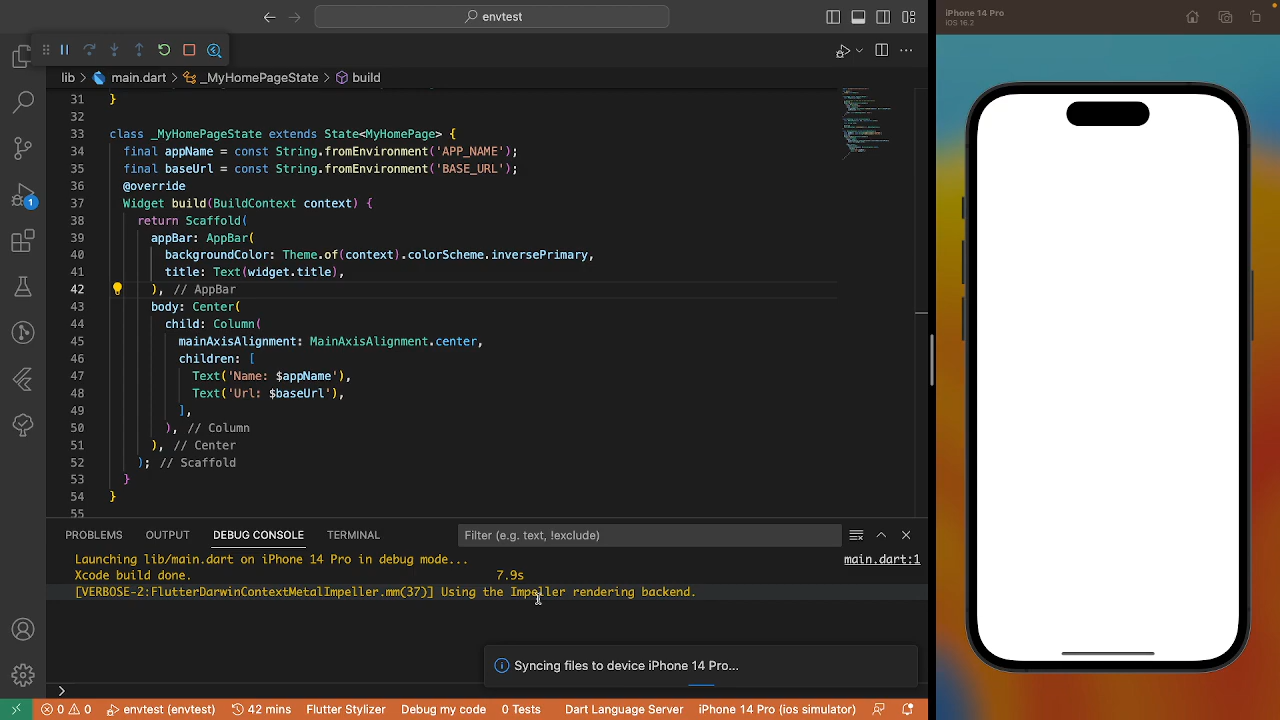 envtest
iPhone 14 Pro
iOS 16.2
lib > main.dart > _MyHomePageState > build
31 }
32
33 class _MyHomePageState extends State<MyHomePage> {
34 final appName = const String.fromEnvironment('APP_NAME');
35 final baseUrl = const String.fromEnvironment('BASE_URL');
36 @override
37 Widget build(BuildContext context) {
38 return Scaffold(
39 appBar: AppBar(
40 backgroundColor: Theme.of(context).colorScheme.inversePrimary,
41 title: Text(widget.title),
42 ), // AppBar
43 body: Center(
44 child: Column(
45 mainAxisAlignment: MainAxisAlignment.center,
46 children: [
47 Text('Name: $appName'),
48 Text('Url: $baseUrl'),
49 ],
50 ), // Column
51 ), // Center
52 ); // Scaffold
53 }
54 }
55
1
PROBLEMS OUTPUT DEBUG CONSOLE TERMINAL Filter (e.g. text, !exclude)
Launching lib/main.dart on iPhone 14 Pro in debug mode... main.dart:1
Xcode build done. 7.9s
[VERBOSE-2:FlutterDarwinContextMetalImpeller.mm(37)] Using the Impeller rendering backend.
Syncing files to device iPhone 14 Pro...
>
0 0 envtest (envtest) 42 mins Flutter Stylizer Debug my code 0 Tests Dart Language Server iPhone 14 Pro (ios simulator)